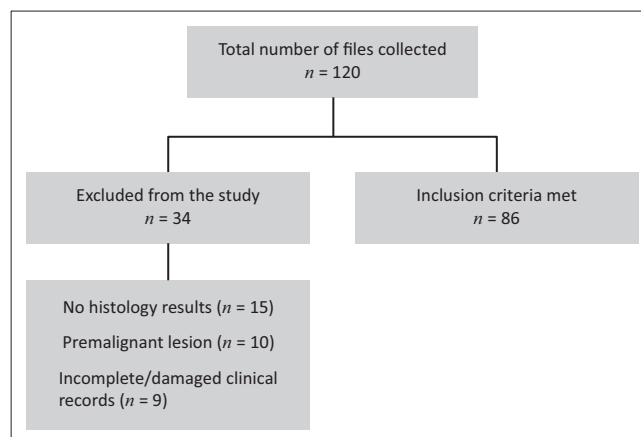 Total number of files collected
n = 120
Excluded from the study
n = 34
Inclusion criteria met
n = 86
No histology results (n = 15)
Premalignant lesion (n = 10)
Incomplete/damaged clinical
records (n = 9)